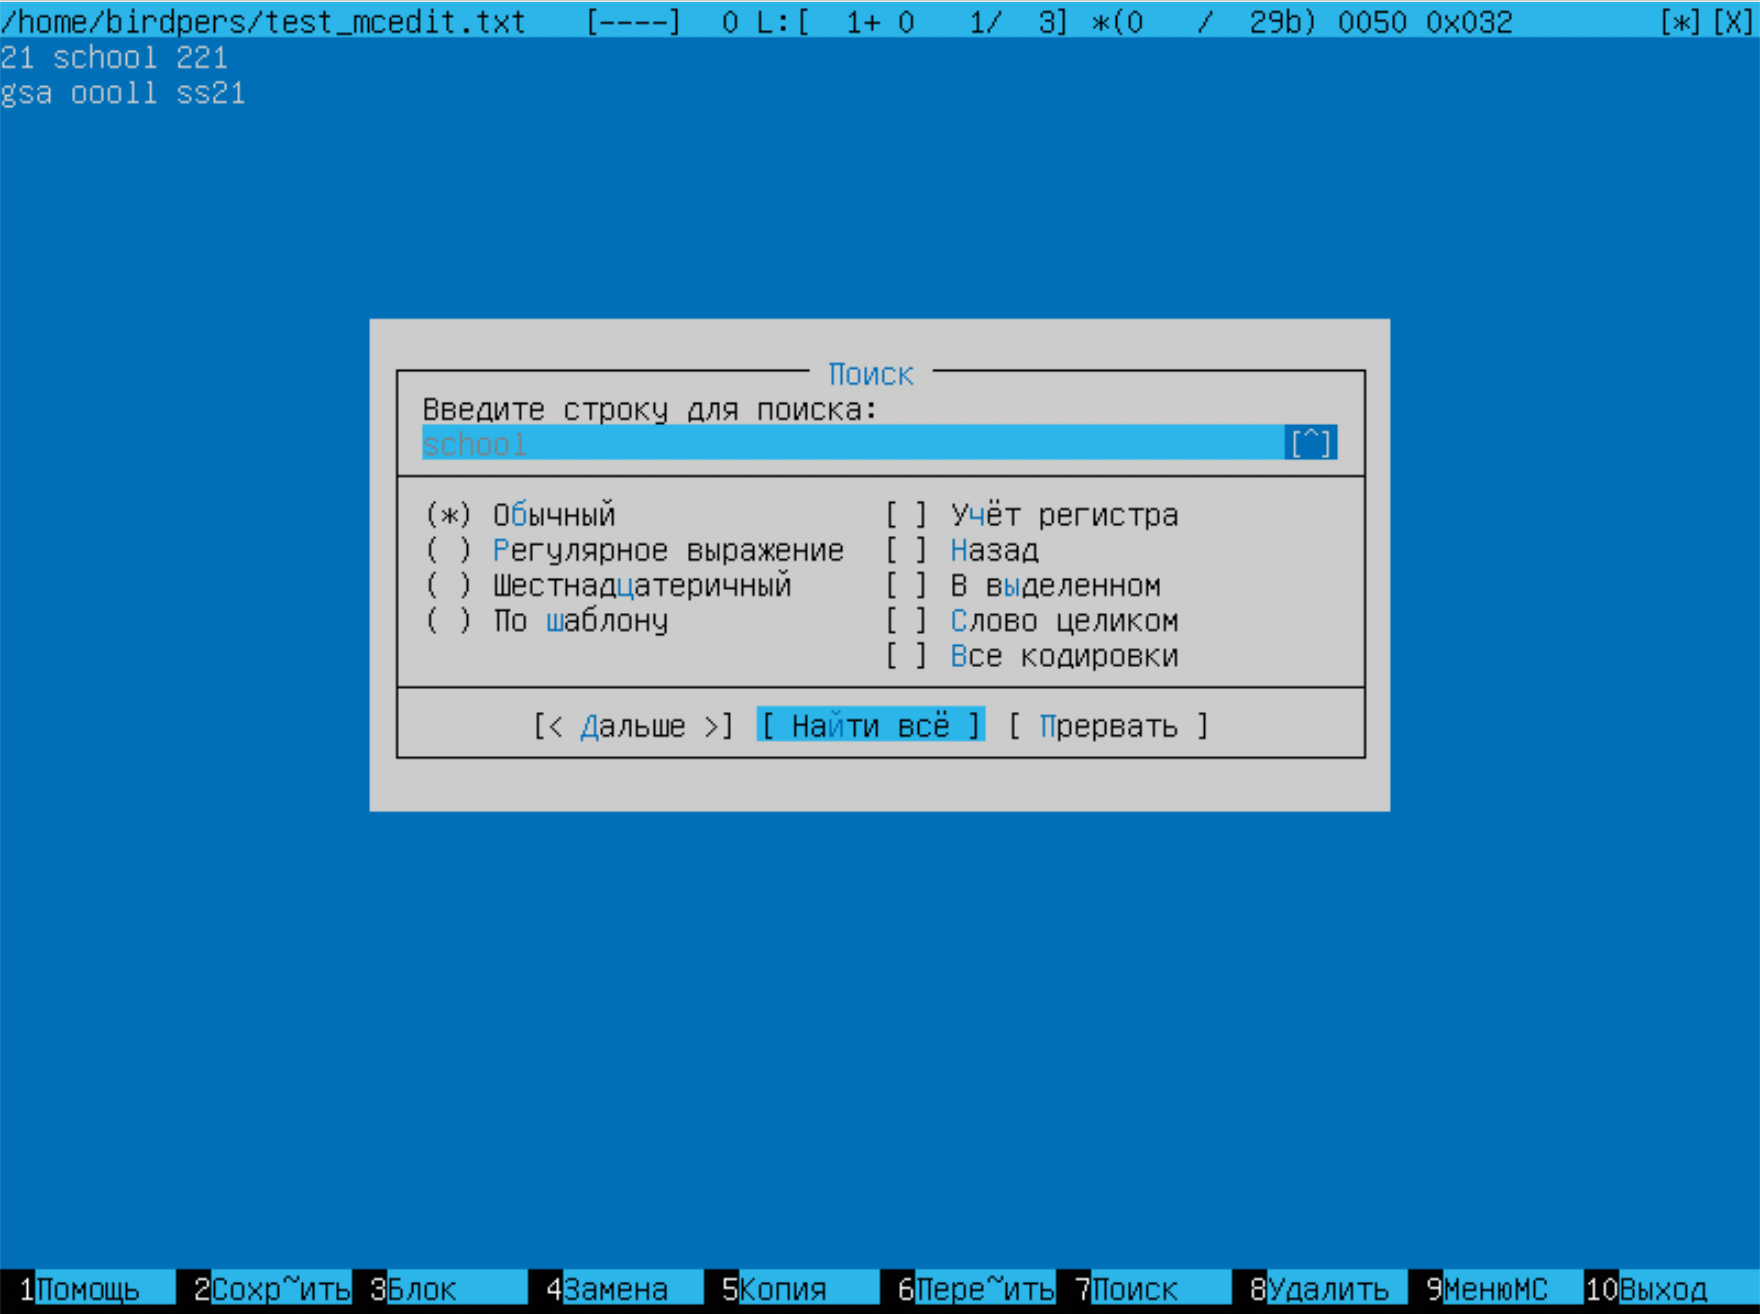 /home/birdpers/test_mcedit.txt [----] 0 L:[ 1+ 0 1/ 3] *(0 / 29b) 0050 0x032 [*][X]
21 school 221
gsa oooll ss21
Поиск
Введите строку для поиска:
school [^]
(*) Обычный [ ] Учёт регистра
( ) Регулярное выражение [ ] Назад
( ) Шестнадцатеричный [ ] В выделенном
( ) По шаблону [ ] Слово целиком
[ ] Все кодировки
[< Дальше >] [ Найти всё ] [ Прервать ]
1Помощь 2Сохр~ить 3Блок 4Замена 5Копия 6Пере~ить 7Поиск 8Удалить 9МенюMC 10Выход